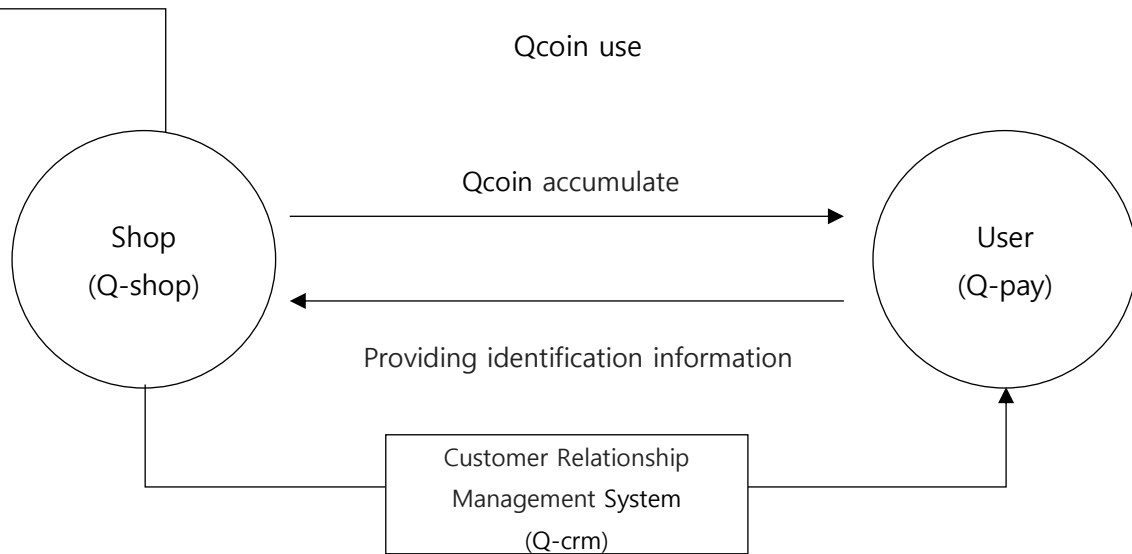 Qcoin use
Qcoin accumulate
Shop
(Q-shop)
User
(Q-pay)
Providing identification information
Customer Relationship
Management System
(Q-crm)